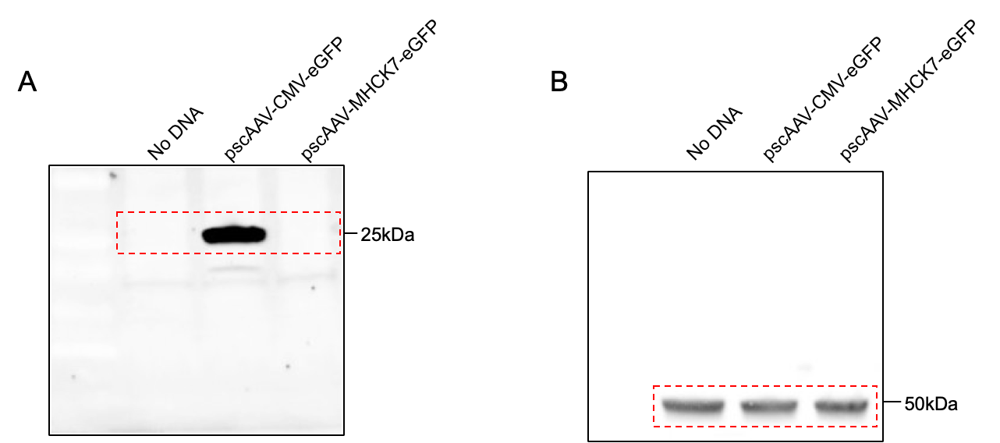 A
No DNA
pscAAV-CMV-eGFP
pscAAV-MHCK7-eGFP
25kDa
B
No DNA
pscAAV-CMV-eGFP
pscAAV-MHCK7-eGFP
50kDa